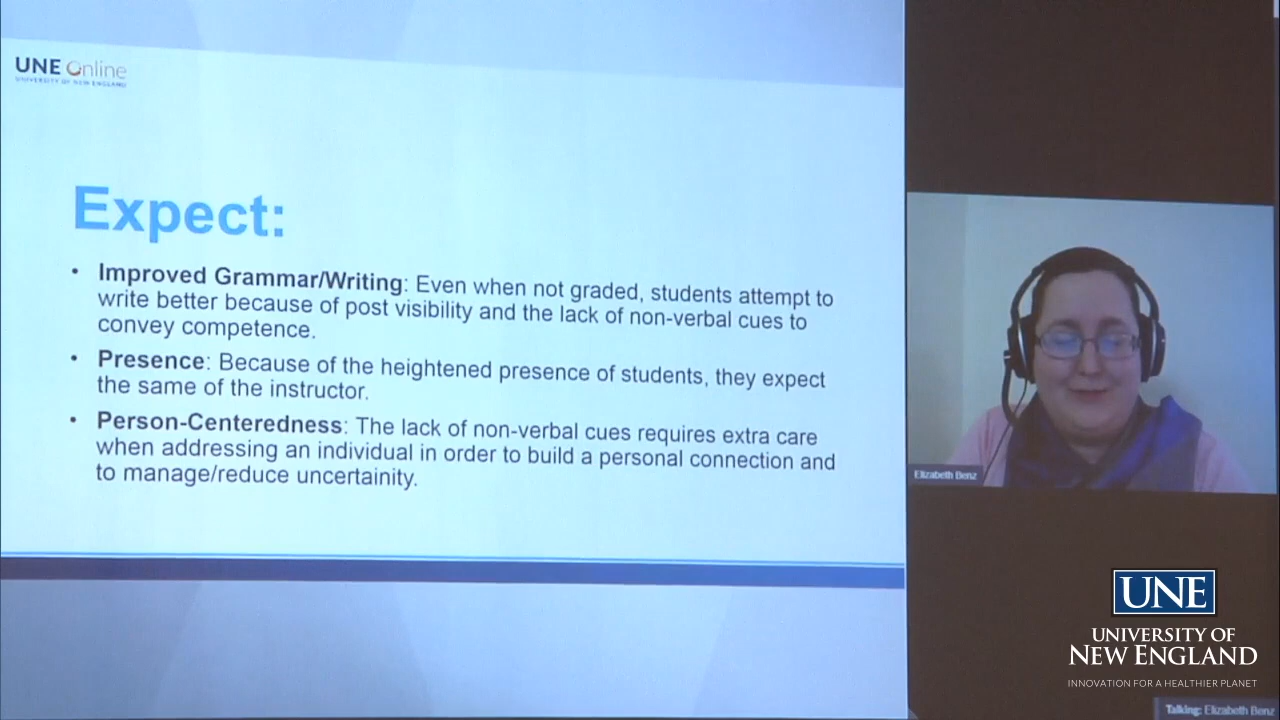 UNE Online
UNIVERSITY OF NEW ENGLAND
Expect:
• Improved Grammar/Writing: Even when not graded, students attempt to
write better because of post visibility and the lack of non-verbal cues to
convey competence.
• Presence: Because of the heightened presence of students, they expect
the same of the instructor.
• Person-Centeredness: The lack of non-verbal cues requires extra care
when addressing an individual in order to build a personal connection and
to manage/reduce uncertainity.
Elizabeth Benz
UNE
UNIVERSITY OF
NEW ENGLAND
INNOVATION FOR A HEALTHIER PLANET
Talking: Elizabeth Benz